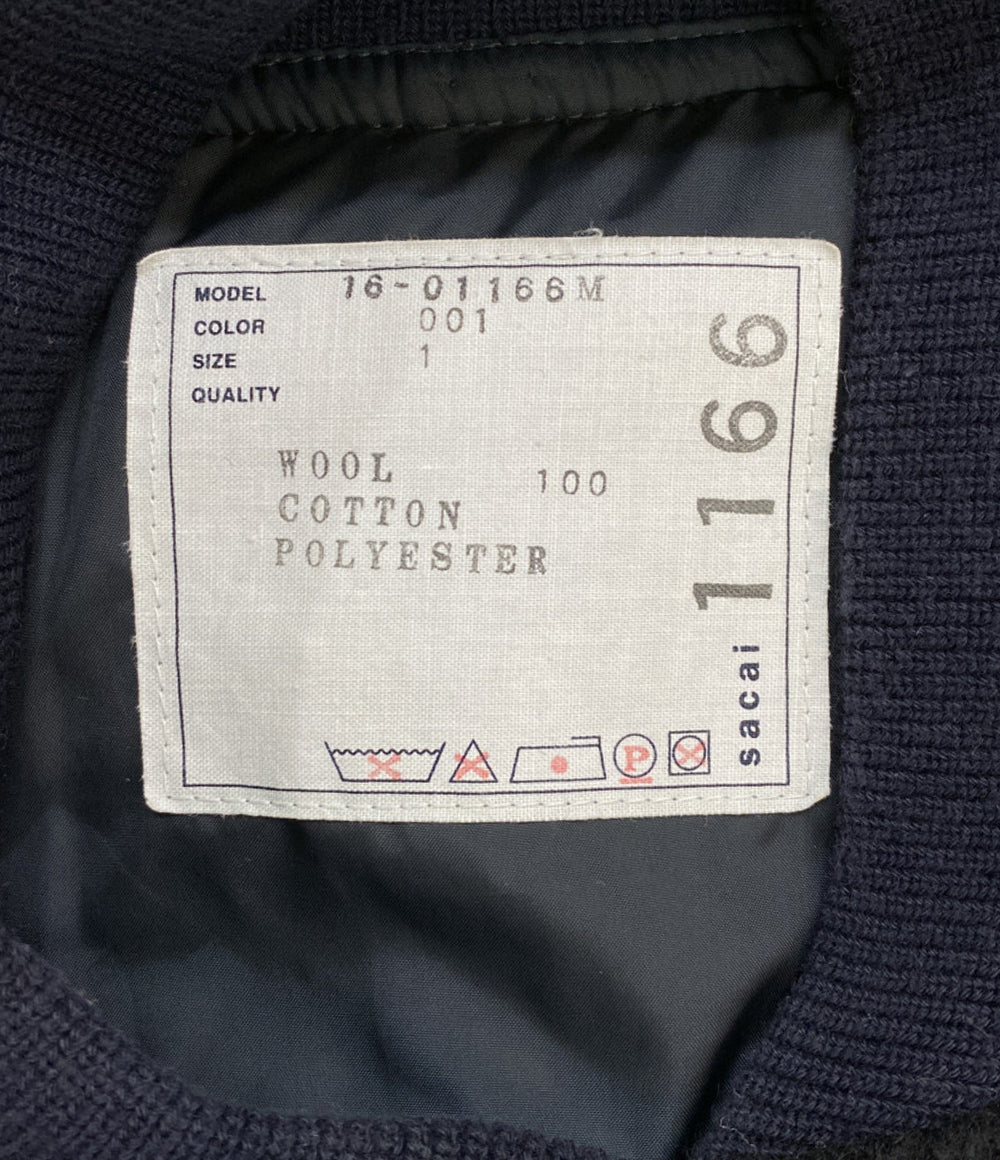 MODEL 16-01166M
COLOR 001
SIZE 1
QUALITY
WOOL 100
COTTON
POLYESTER
P
sacai 1166